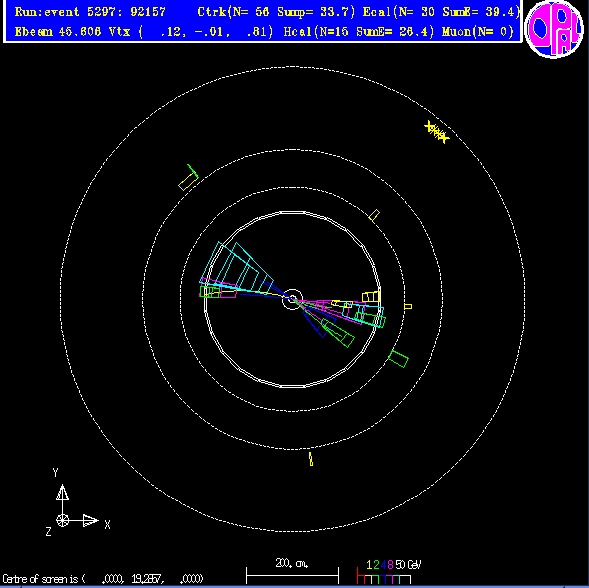 Run:event 5297: 92157 Ctrk(N= 56 Sump= 33.7) Ecal(N= 30 SumE= 39.4)
Ebeam 45.606 Vtx ( .12, -.01, .81) Hcal(N=15 SumE= 26.4) Muon(N= 0)
OPAL
Y
X
Z
200. cm.
1 2 4 8 50 GeV
Centre of screen is ( .0000, 19.2857, .0000)